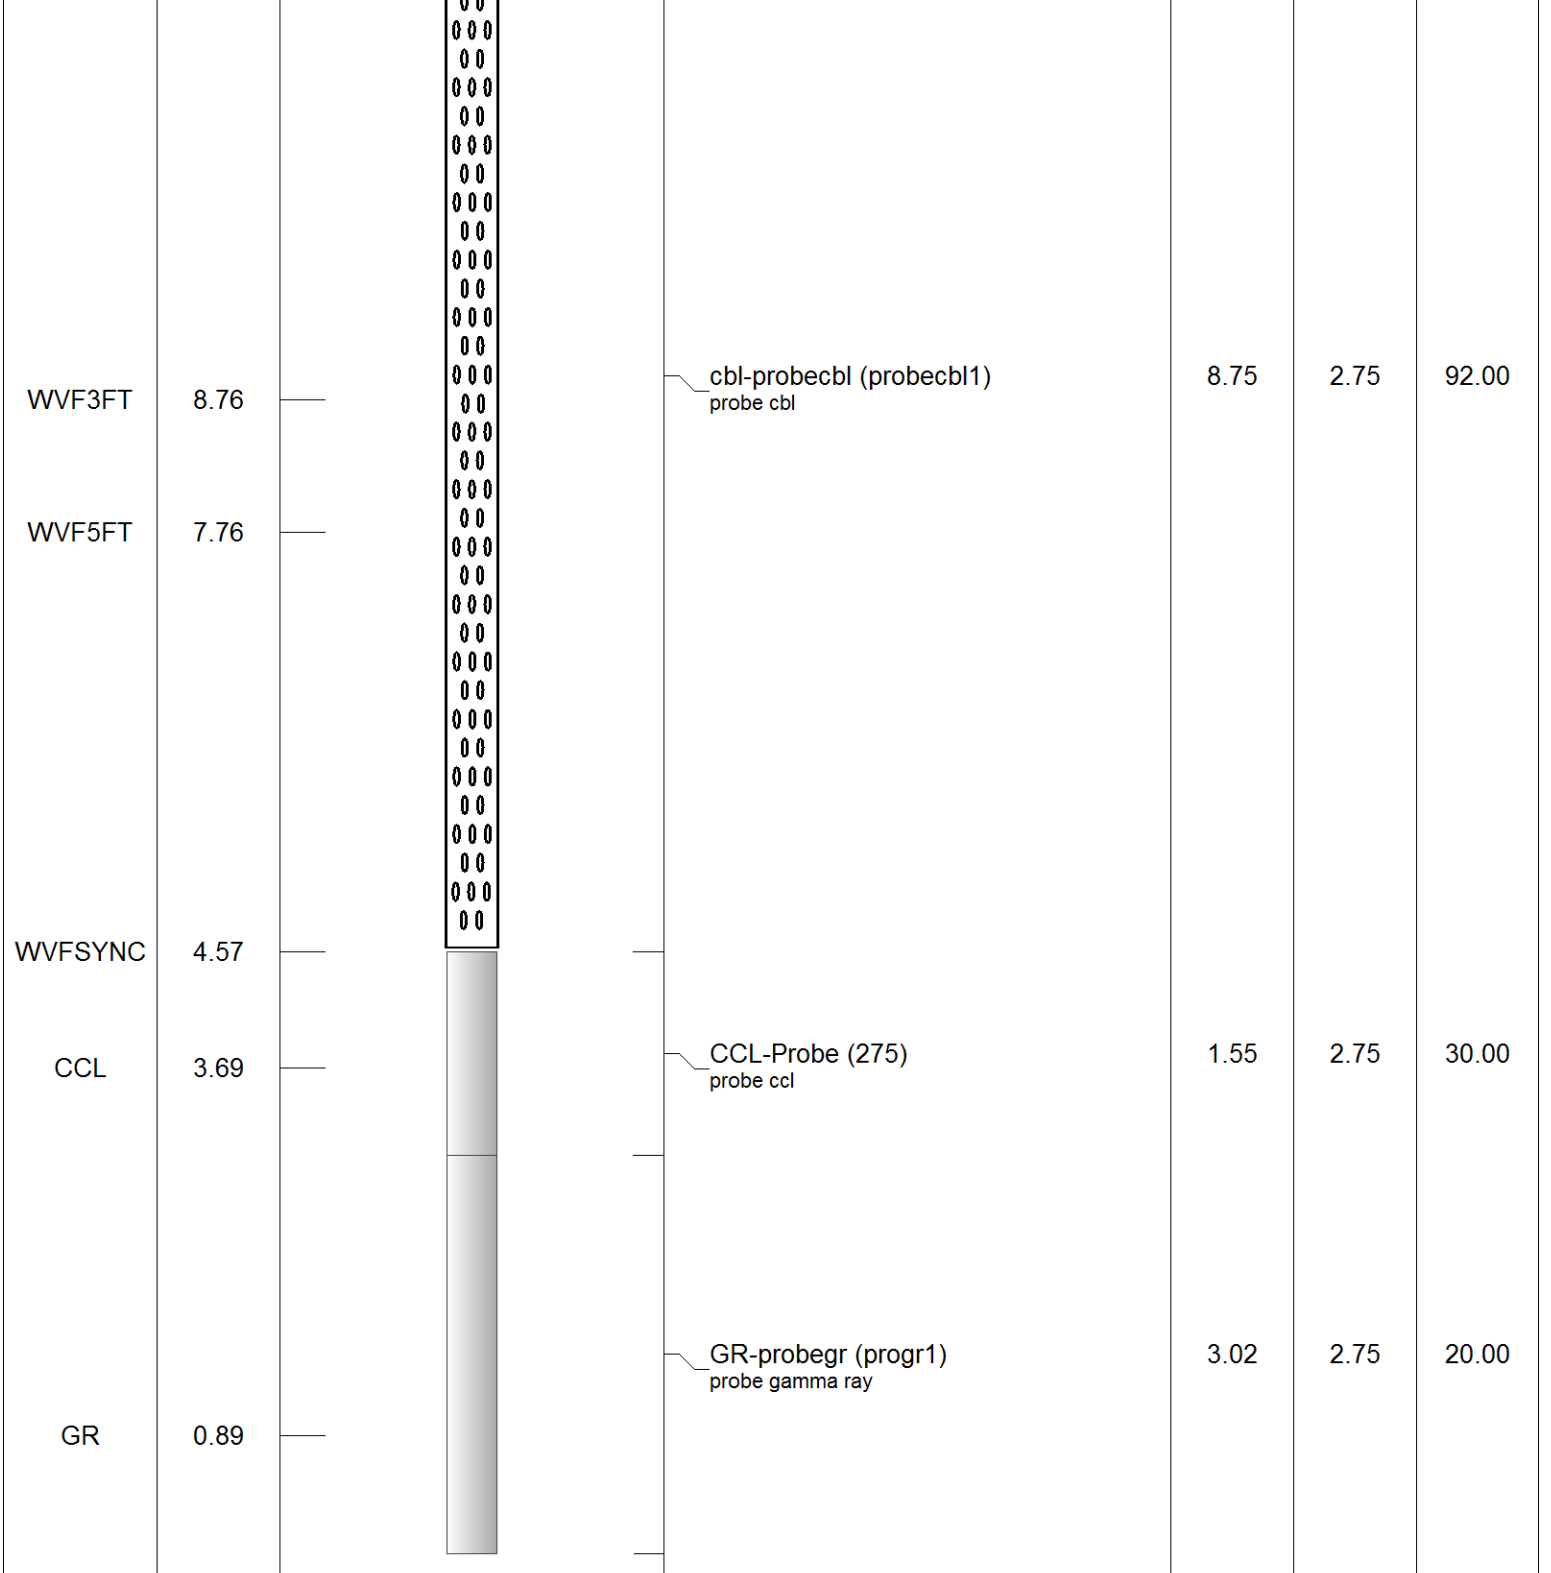 cbl-probecbl (probecbl1) 8.75 2.75 92.00
WVF3FT 8.76
probe cbl
WVF5FT 7.76
WVFSYNC 4.57
CCL-Probe (275) 1.55 2.75 30.00
CCL 3.69
probe ccl
GR-probegr (progr1) 3.02 2.75 20.00
probe gamma ray
GR 0.89